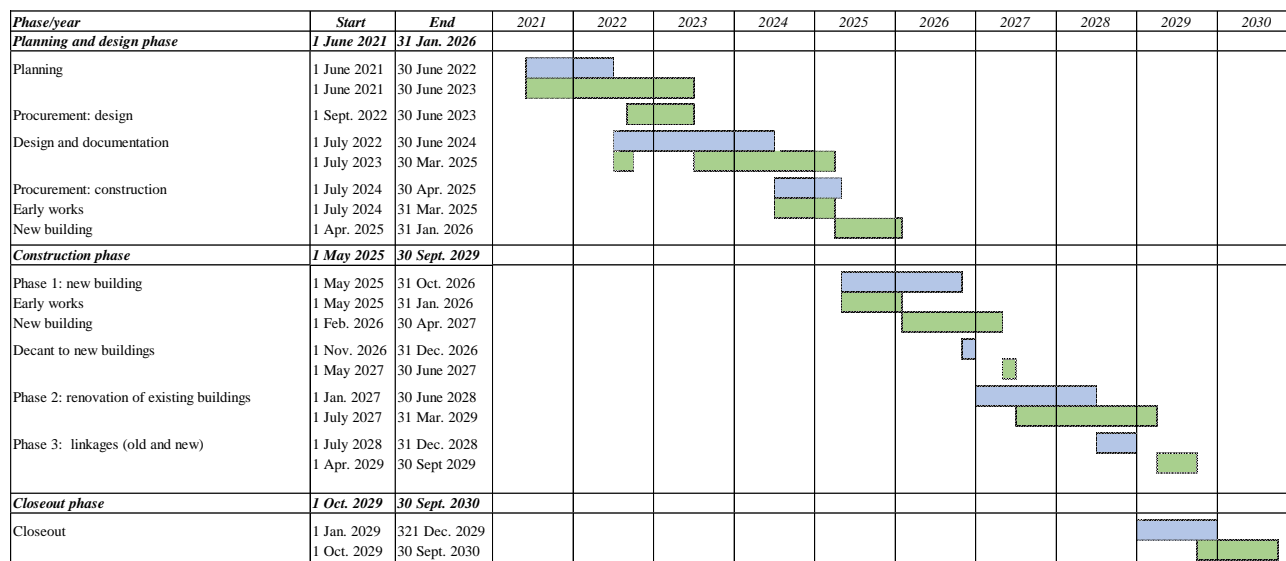 Phase/year Start End 2021 2022 2023 2024 2025 2026 2027 2028 2029 2030
Planning and design phase 1 June 2021 31 Jan. 2026
Planning 1 June 2021 30 June 2022
1 June 2021 30 June 2023
Procurement: design 1 Sept. 2022 30 June 2023
Design and documentation 1 July 2022 30 June 2024
1 July 2023 30 Mar. 2025
Procurement: construction 1 July 2024 30 Apr. 2025
Early works 1 July 2024 31 Mar. 2025
New building 1 Apr. 2025 31 Jan. 2026
Construction phase 1 May 2025 30 Sept. 2029
Phase 1: new building 1 May 2025 31 Oct. 2026
Early works 1 May 2025 31 Jan. 2026
New building 1 Feb. 2026 30 Apr. 2027
Decant to new buildings 1 Nov. 2026 31 Dec. 2026
1 May 2027 30 June 2027
Phase 2: renovation of existing buildings 1 Jan. 2027 30 June 2028
1 July 2027 31 Mar. 2029
Phase 3: linkages (old and new) 1 July 2028 31 Dec. 2028
1 Apr. 2029 30 Sept 2029
Closeout phase 1 Oct. 2029 30 Sept. 2030
Closeout 1 Jan. 2029 321 Dec. 2029
1 Oct. 2029 30 Sept. 2030